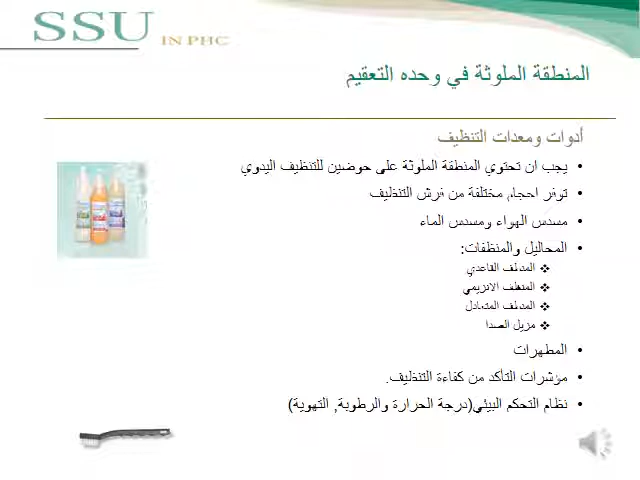 SSU IN PHC
المنطقة الملوثة في وحده التعقيم
أدوات ومعدات التنظيف
• يجب ان تحتوي المنطقة الملوثة على حوضين للتنظيف اليدوي
• توفر احجام مختلفة من فرش التنظيف
• مسدس الهواء ومسدس الماء
• المحاليل والمنظفات:
❖ المنظف القاعدي
❖ المنظف الانزيمي
❖ المنظف المتعادل
❖ مزيل الصدا
• المطهرات
• مؤشرات التأكد من كفاءة التنظيف.
• نظام التحكم البيئي(درجة الحرارة والرطوبة, التهوية)